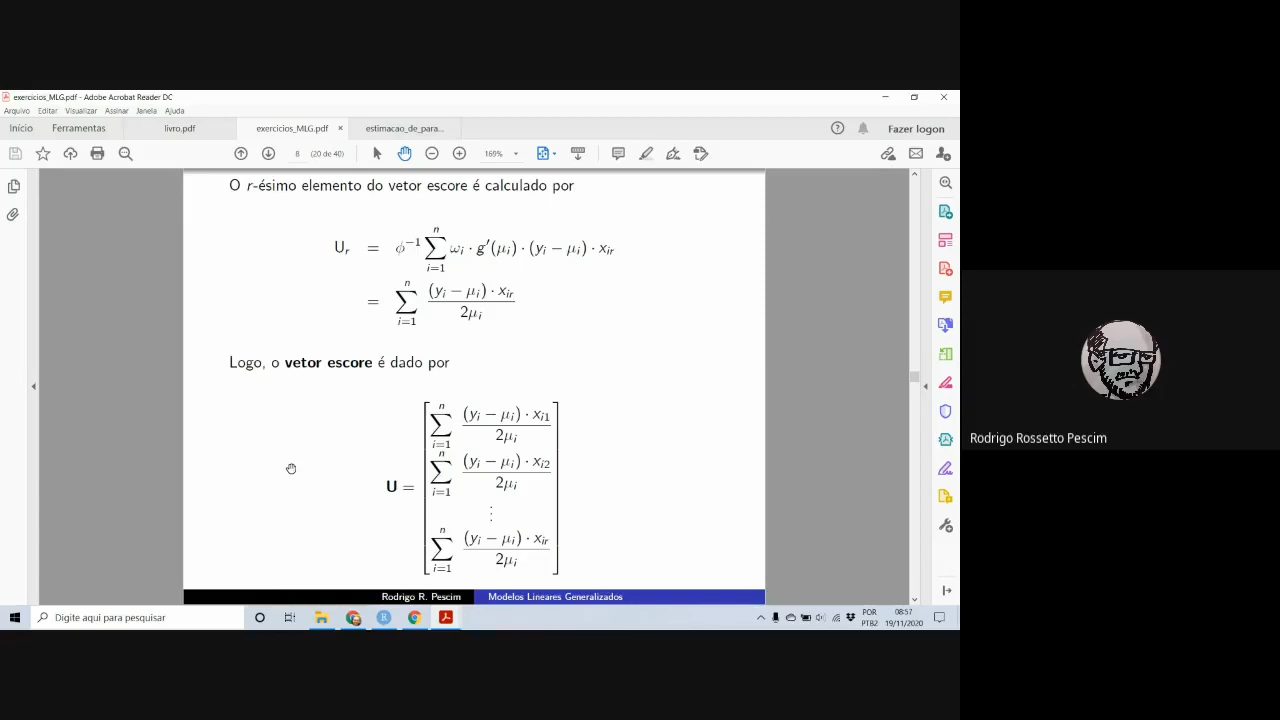 exercicios_MLG.pdf - Adobe Acrobat Reader DC
Arquivo Editar Visualizar Assinar Janela Ajuda
Início Ferramentas livro.pdf exercicios_MLG.pdf × estimacao_de_para... Fazer logon
8 (20 de 40) 169%
O r-ésimo elemento do vetor escore é calculado por
U_r = ϕ^{-1} ∑_{i=1}^{n} ω_i · g′(μ_i) · (y_i − μ_i) · x_{ir}
= ∑_{i=1}^{n} (y_i − μ_i) · x_{ir} / 2μ_i
Logo, o vetor escore é dado por
∑_{i=1}^{n} (y_i − μ_i) · x_{i1} / 2μ_i
∑_{i=1}^{n} (y_i − μ_i) · x_{i2} / 2μ_i
U =
⋮
∑_{i=1}^{n} (y_i − μ_i) · x_{ir} / 2μ_i
Rodrigo R. Pescim Modelos Lineares Generalizados
Rodrigo Rossetto Pescim
Digite aqui para pesquisar
POR 08:57
PTB2 19/11/2020